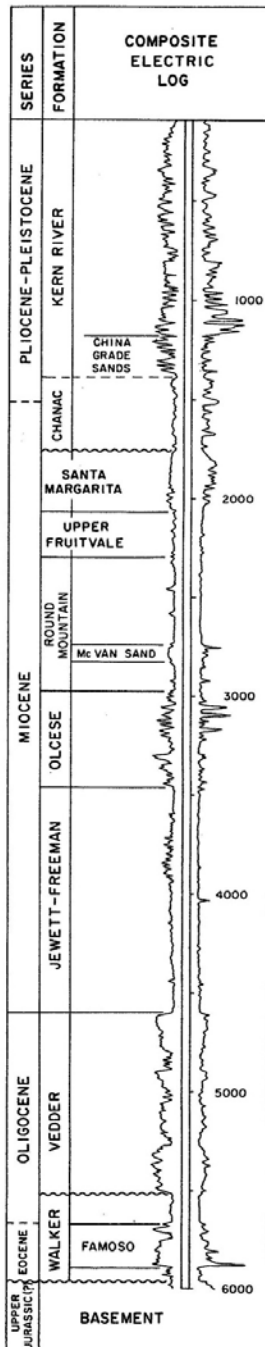 SERIES
FORMATION
COMPOSITE
ELECTRIC
LOG
PLIOCENE-PLEISTOCENE
KERN RIVER
1000
CHINA
GRADE
SANDS
CHANAC
SANTA
MARGARITA
2000
UPPER
FRUITVALE
MIOCENE
ROUND
MOUNTAIN
Mc VAN SAND
3000
OLCESE
JEWETT-FREEMAN
4000
OLIGOCENE
VEDDER
5000
EOCENE
WALKER
FAMOSO
6000
UPPER
JURASSIC(?)
BASEMENT